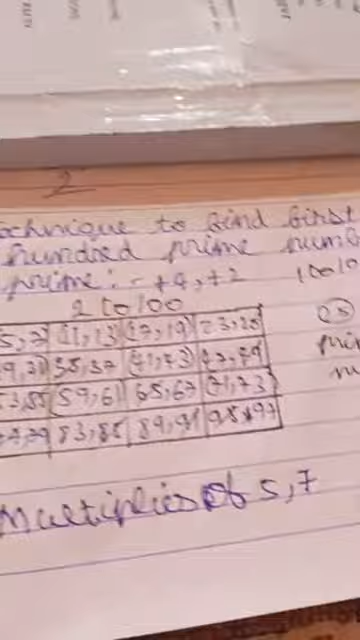 2
echnique to find first
hundred prime numb
prime: - +4, +2
2 to 100
5, 7 11, 13 17, 19 23, 25
29, 31 35, 37 41, 43 47, 49
53, 55 59, 61 65, 67 71, 73
77, 79 83, 85 89, 91 95, 97
25
Multiplies of 5, 7